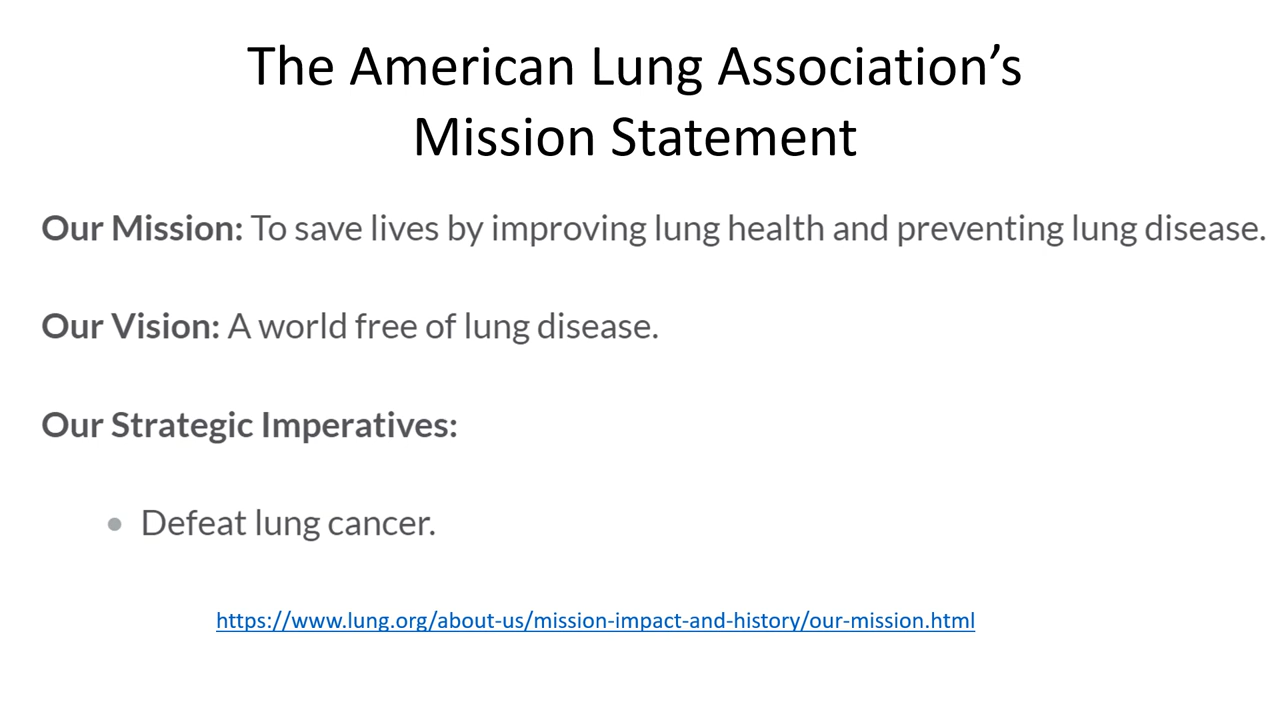 The American Lung Association’s
Mission Statement
Our Mission: To save lives by improving lung health and preventing lung disease.
Our Vision: A world free of lung disease.
Our Strategic Imperatives:
• Defeat lung cancer.
https://www.lung.org/about-us/mission-impact-and-history/our-mission.html